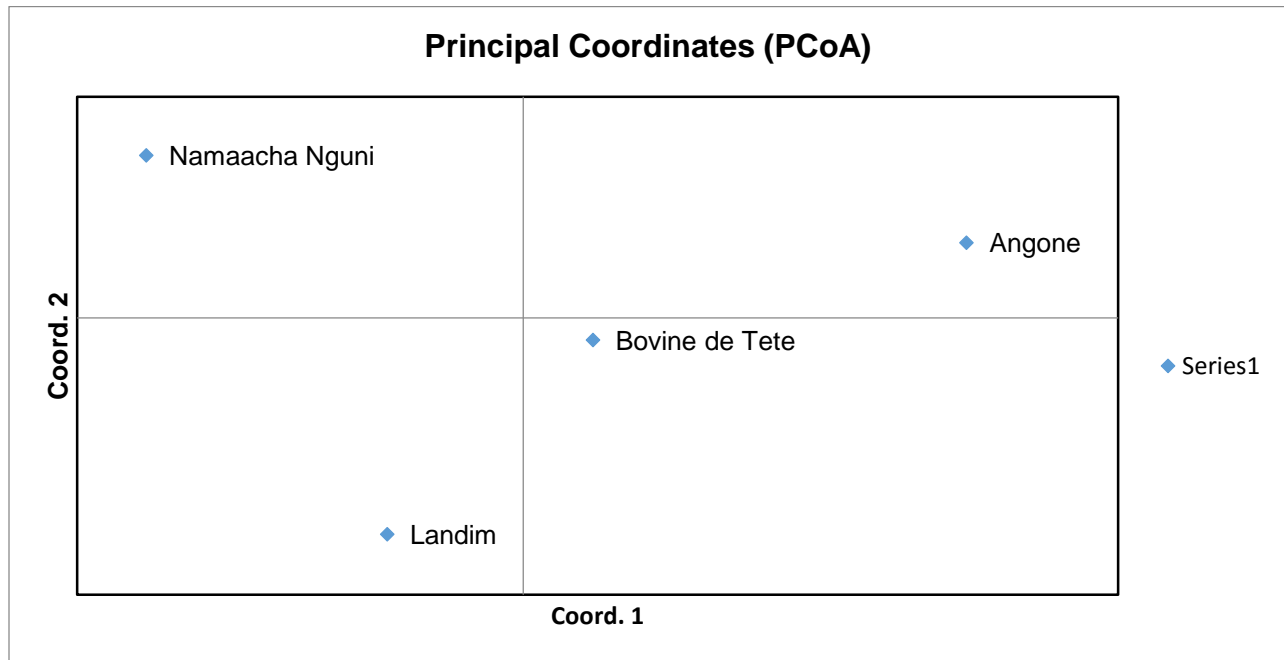 Principal Coordinates (PCoA)
Namaacha Nguni
Angone
Coord. 2
Bovine de Tete
Series1
Landim
Coord. 1